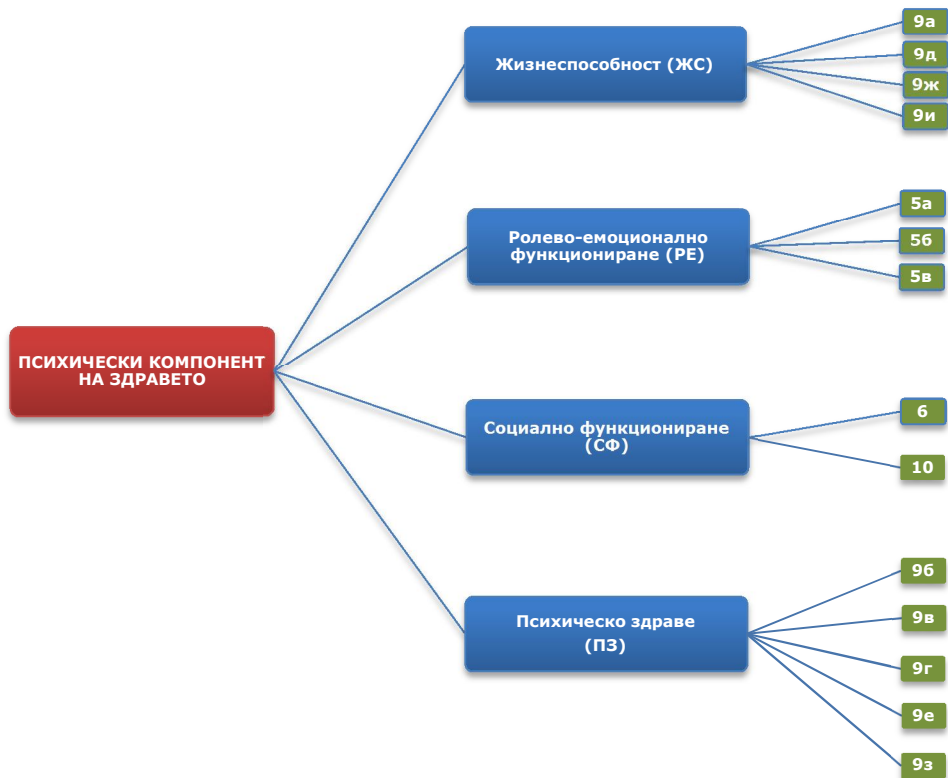 Жизнеспособност (ЖС)
9а
9д
9ж
9и
Ролево-емоционално
функциониране (РЕ)
5а
5б
5в
ПСИХИЧЕСКИ КОМПОНЕНТ
НА ЗДРАВЕТО
Социално функциониране
(СФ)
6
10
Психическо здраве
(ПЗ)
9б
9в
9г
9е
9з